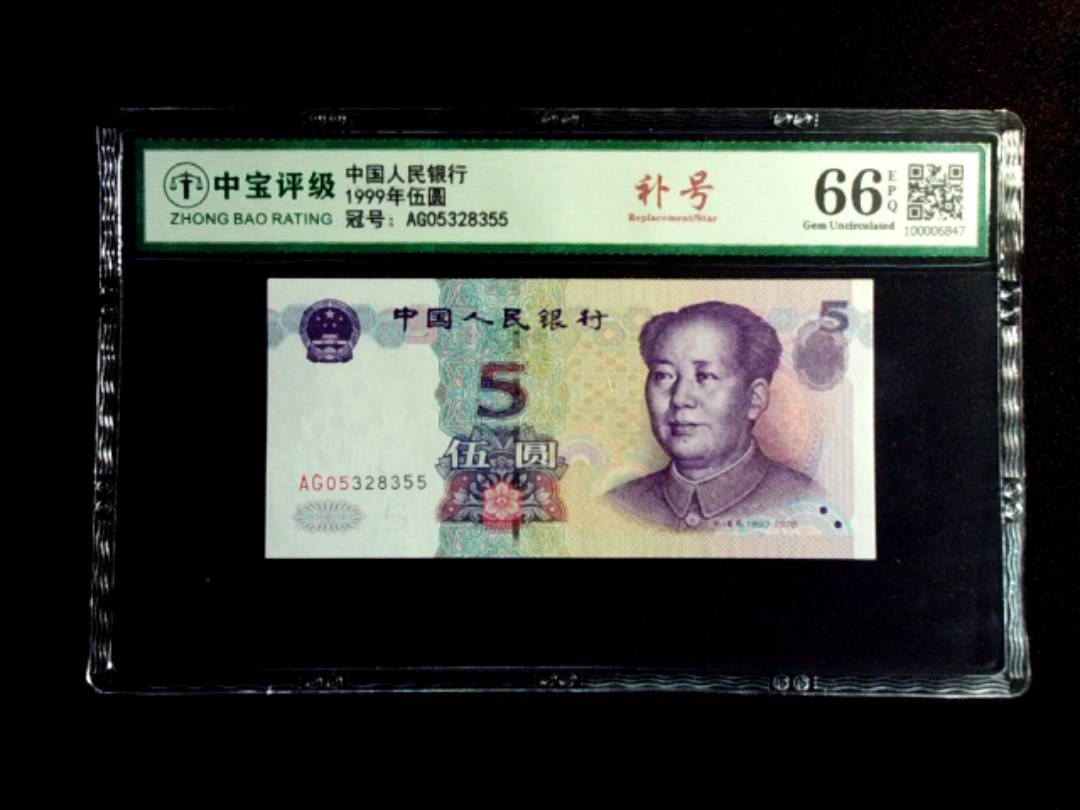 中宝评级
ZHONG BAO RATING
中国人民银行
1999年伍圆
冠号：AG05328355
补号
Replacement/Star
66
EPQ
Gem Uncirculated
100006847
中国人民银行
5
5
伍圆
AG05328355
5